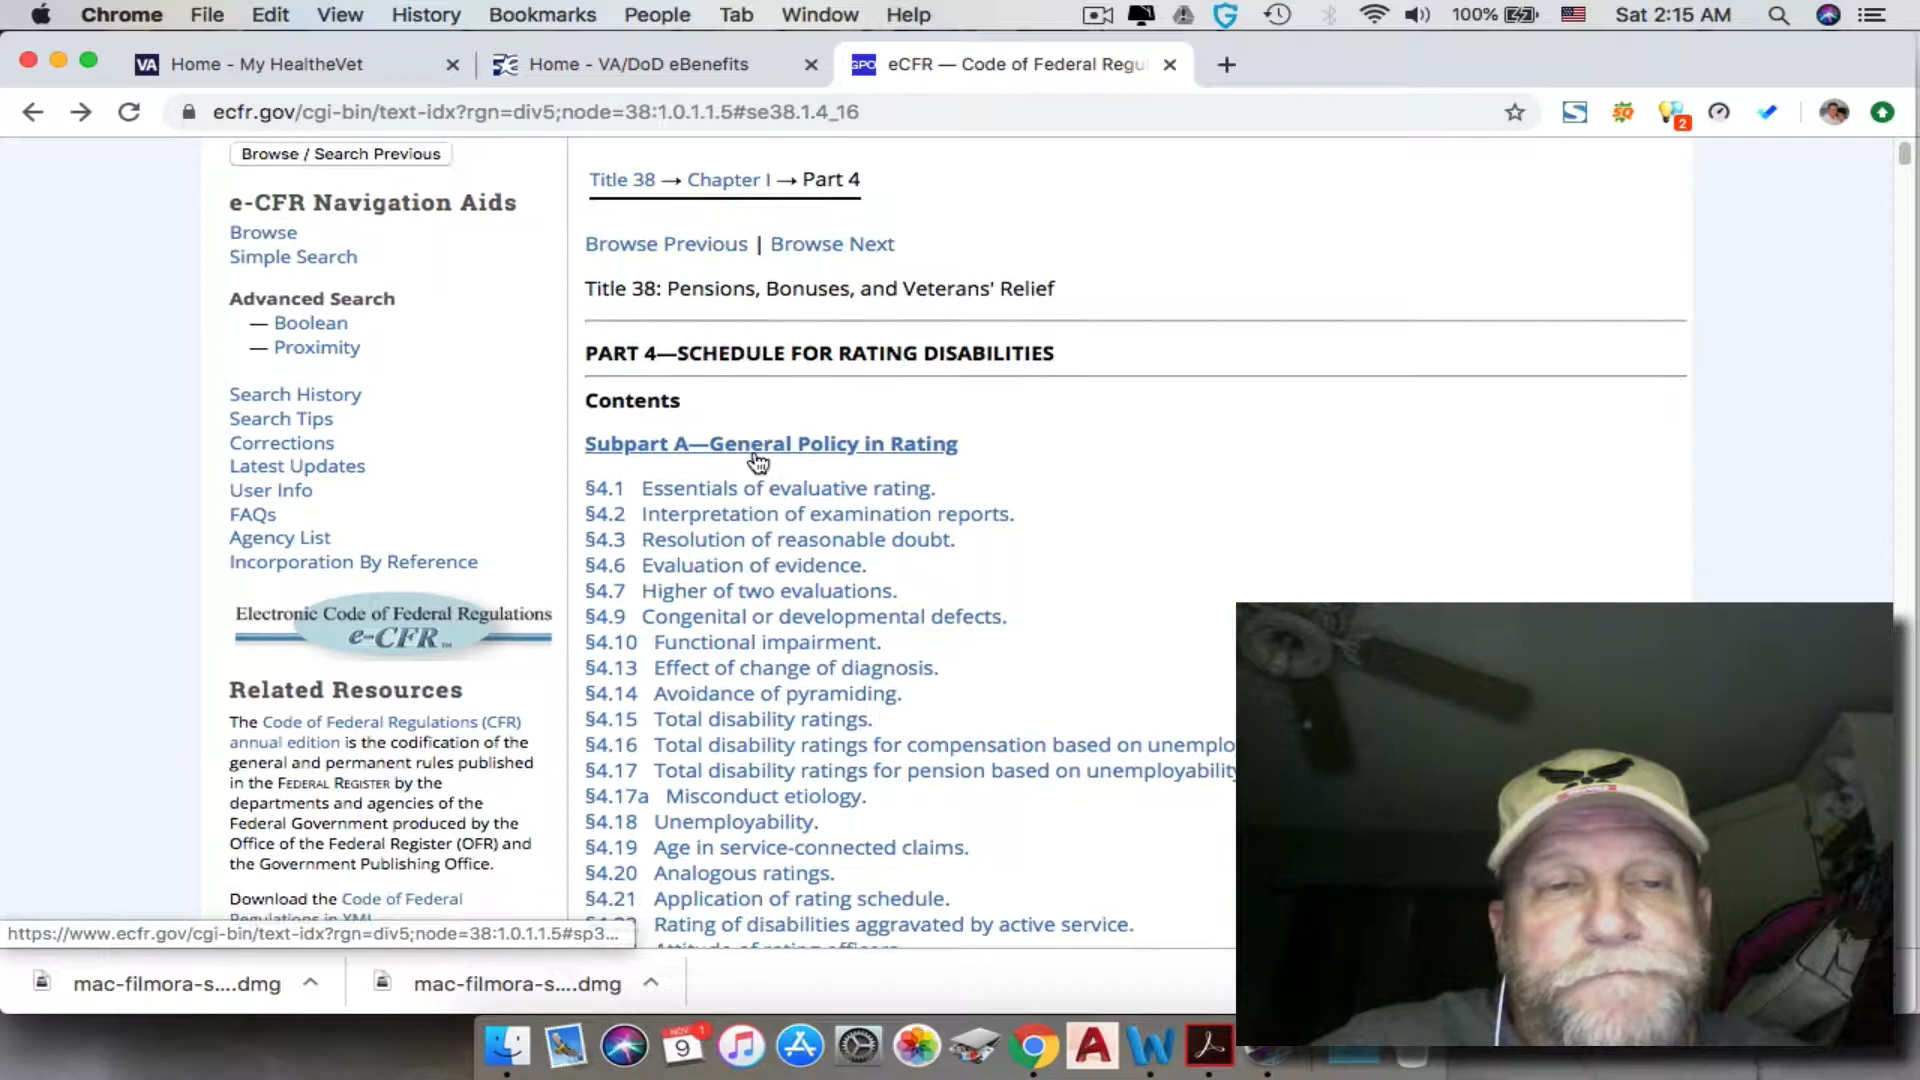 Chrome File Edit View History Bookmarks People Tab Window Help 100% Sat 2:15 AM
VA Home - My HealtheVet Home - VA/DoD eBenefits GPO eCFR — Code of Federal Regu
ecfr.gov/cgi-bin/text-idx?rgn=div5;node=38:1.0.1.1.5#se38.1.4_16 2
Browse / Search Previous
e-CFR Navigation Aids
Browse
Simple Search
Advanced Search
— Boolean
— Proximity
Search History
Search Tips
Corrections
Latest Updates
User Info
FAQs
Agency List
Incorporation By Reference
Electronic Code of Federal Regulations
e-CFR TM
Related Resources
The Code of Federal Regulations (CFR)
annual edition is the codification of the
general and permanent rules published
in the FEDERAL REGISTER by the
departments and agencies of the
Federal Government produced by the
Office of the Federal Register (OFR) and
the Government Publishing Office.
Download the Code of Federal
Regulations in XML
Title 38 → Chapter I → Part 4
Browse Previous | Browse Next
Title 38: Pensions, Bonuses, and Veterans' Relief
PART 4—SCHEDULE FOR RATING DISABILITIES
Contents
Subpart A—General Policy in Rating
§4.1 Essentials of evaluative rating.
§4.2 Interpretation of examination reports.
§4.3 Resolution of reasonable doubt.
§4.6 Evaluation of evidence.
§4.7 Higher of two evaluations.
§4.9 Congenital or developmental defects.
§4.10 Functional impairment.
§4.13 Effect of change of diagnosis.
§4.14 Avoidance of pyramiding.
§4.15 Total disability ratings.
§4.16 Total disability ratings for compensation based on unemplo
§4.17 Total disability ratings for pension based on unemployability
§4.17a Misconduct etiology.
§4.18 Unemployability.
§4.19 Age in service-connected claims.
§4.20 Analogous ratings.
§4.21 Application of rating schedule.
Rating of disabilities aggravated by active service.
Attitude of rating officers.
https://www.ecfr.gov/cgi-bin/text-idx?rgn=div5;node=38:1.0.1.1.5#sp3...
mac-filmora-s....dmg mac-filmora-s....dmg
NOV 9 1